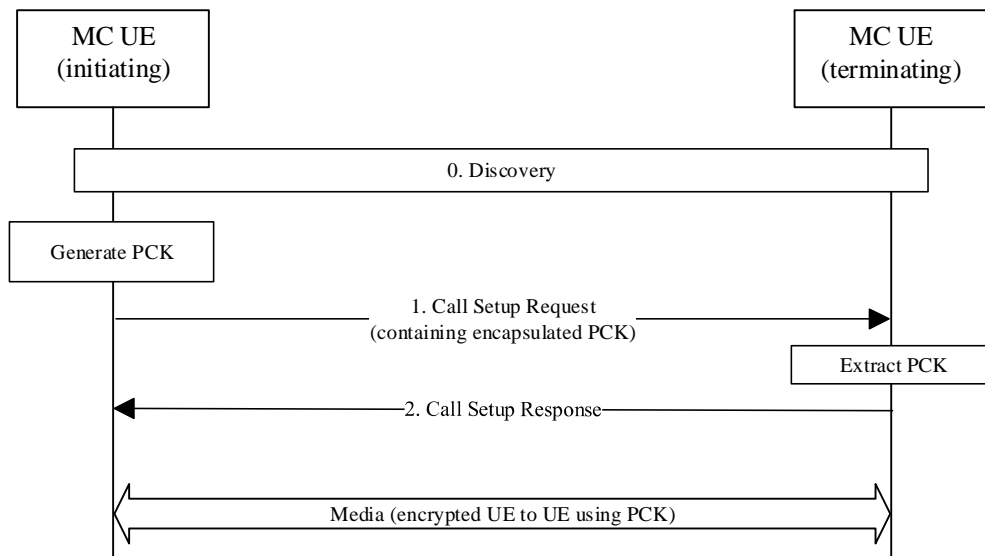 MC UE
(initiating)
MC UE
(terminating)
0. Discovery
Generate PCK
1. Call Setup Request
(containing encapsulated PCK)
Extract PCK
2. Call Setup Response
Media (encrypted UE to UE using PCK)